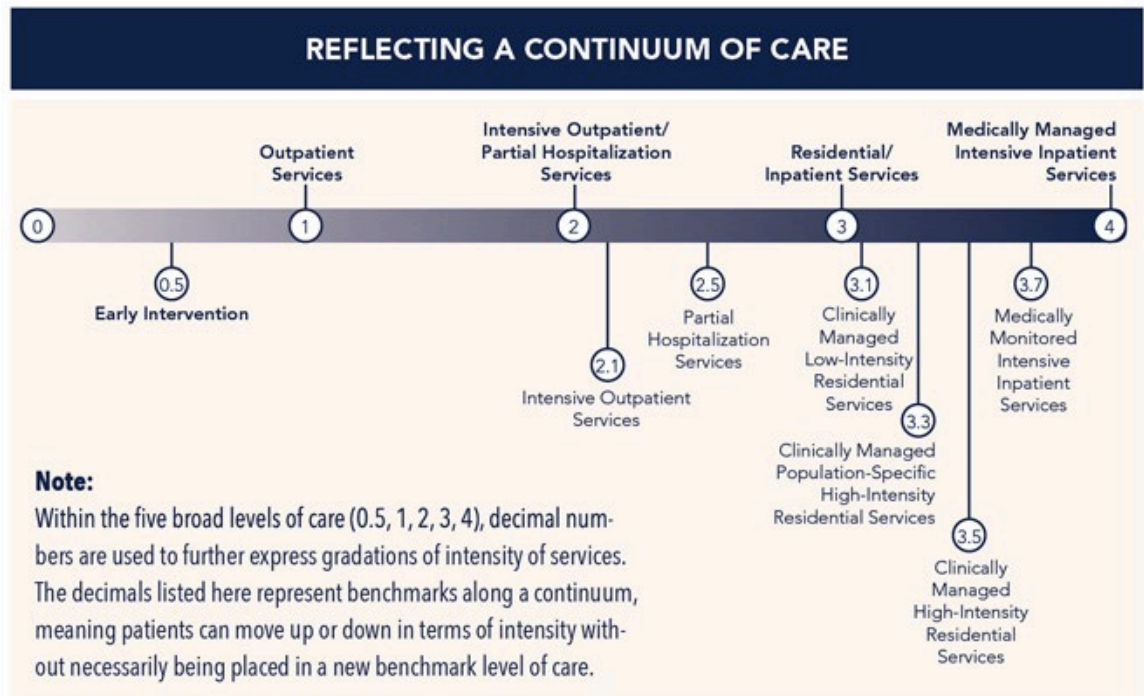 REFLECTING A CONTINUUM OF CARE
Outpatient
Services
Intensive Outpatient/
Partial Hospitalization
Services
Residential/
Inpatient Services
Medically Managed
Intensive Inpatient
Services
0
1
2
3
4
0.5
Early Intervention
2.1
Intensive Outpatient
Services
2.5
Partial
Hospitalization
Services
3.1
Clinically
Managed
Low-Intensity
Residential
Services
3.3
Clinically Managed
Population-Specific
High-Intensity
Residential Services
3.5
Clinically
Managed
High-Intensity
Residential
Services
3.7
Medically
Monitored
Intensive
Inpatient
Services
Note:
Within the five broad levels of care (0.5, 1, 2, 3, 4), decimal num-
bers are used to further express gradations of intensity of services.
The decimals listed here represent benchmarks along a continuum,
meaning patients can move up or down in terms of intensity with-
out necessarily being placed in a new benchmark level of care.